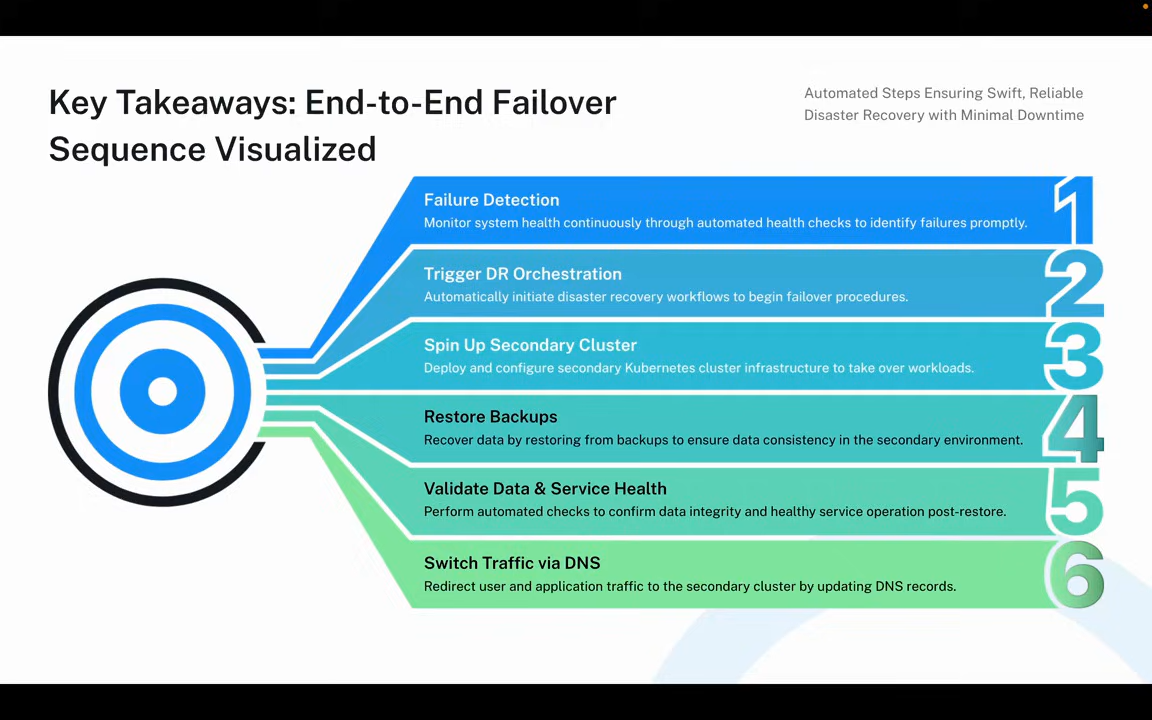 Key Takeaways: End-to-End Failover
Sequence Visualized
Automated Steps Ensuring Swift, Reliable
Disaster Recovery with Minimal Downtime
Failure Detection
Monitor system health continuously through automated health checks to identify failures promptly.
1
Trigger DR Orchestration
Automatically initiate disaster recovery workflows to begin failover procedures.
2
Spin Up Secondary Cluster
Deploy and configure secondary Kubernetes cluster infrastructure to take over workloads.
3
Restore Backups
Recover data by restoring from backups to ensure data consistency in the secondary environment.
4
Validate Data & Service Health
Perform automated checks to confirm data integrity and healthy service operation post-restore.
5
Switch Traffic via DNS
Redirect user and application traffic to the secondary cluster by updating DNS records.
6